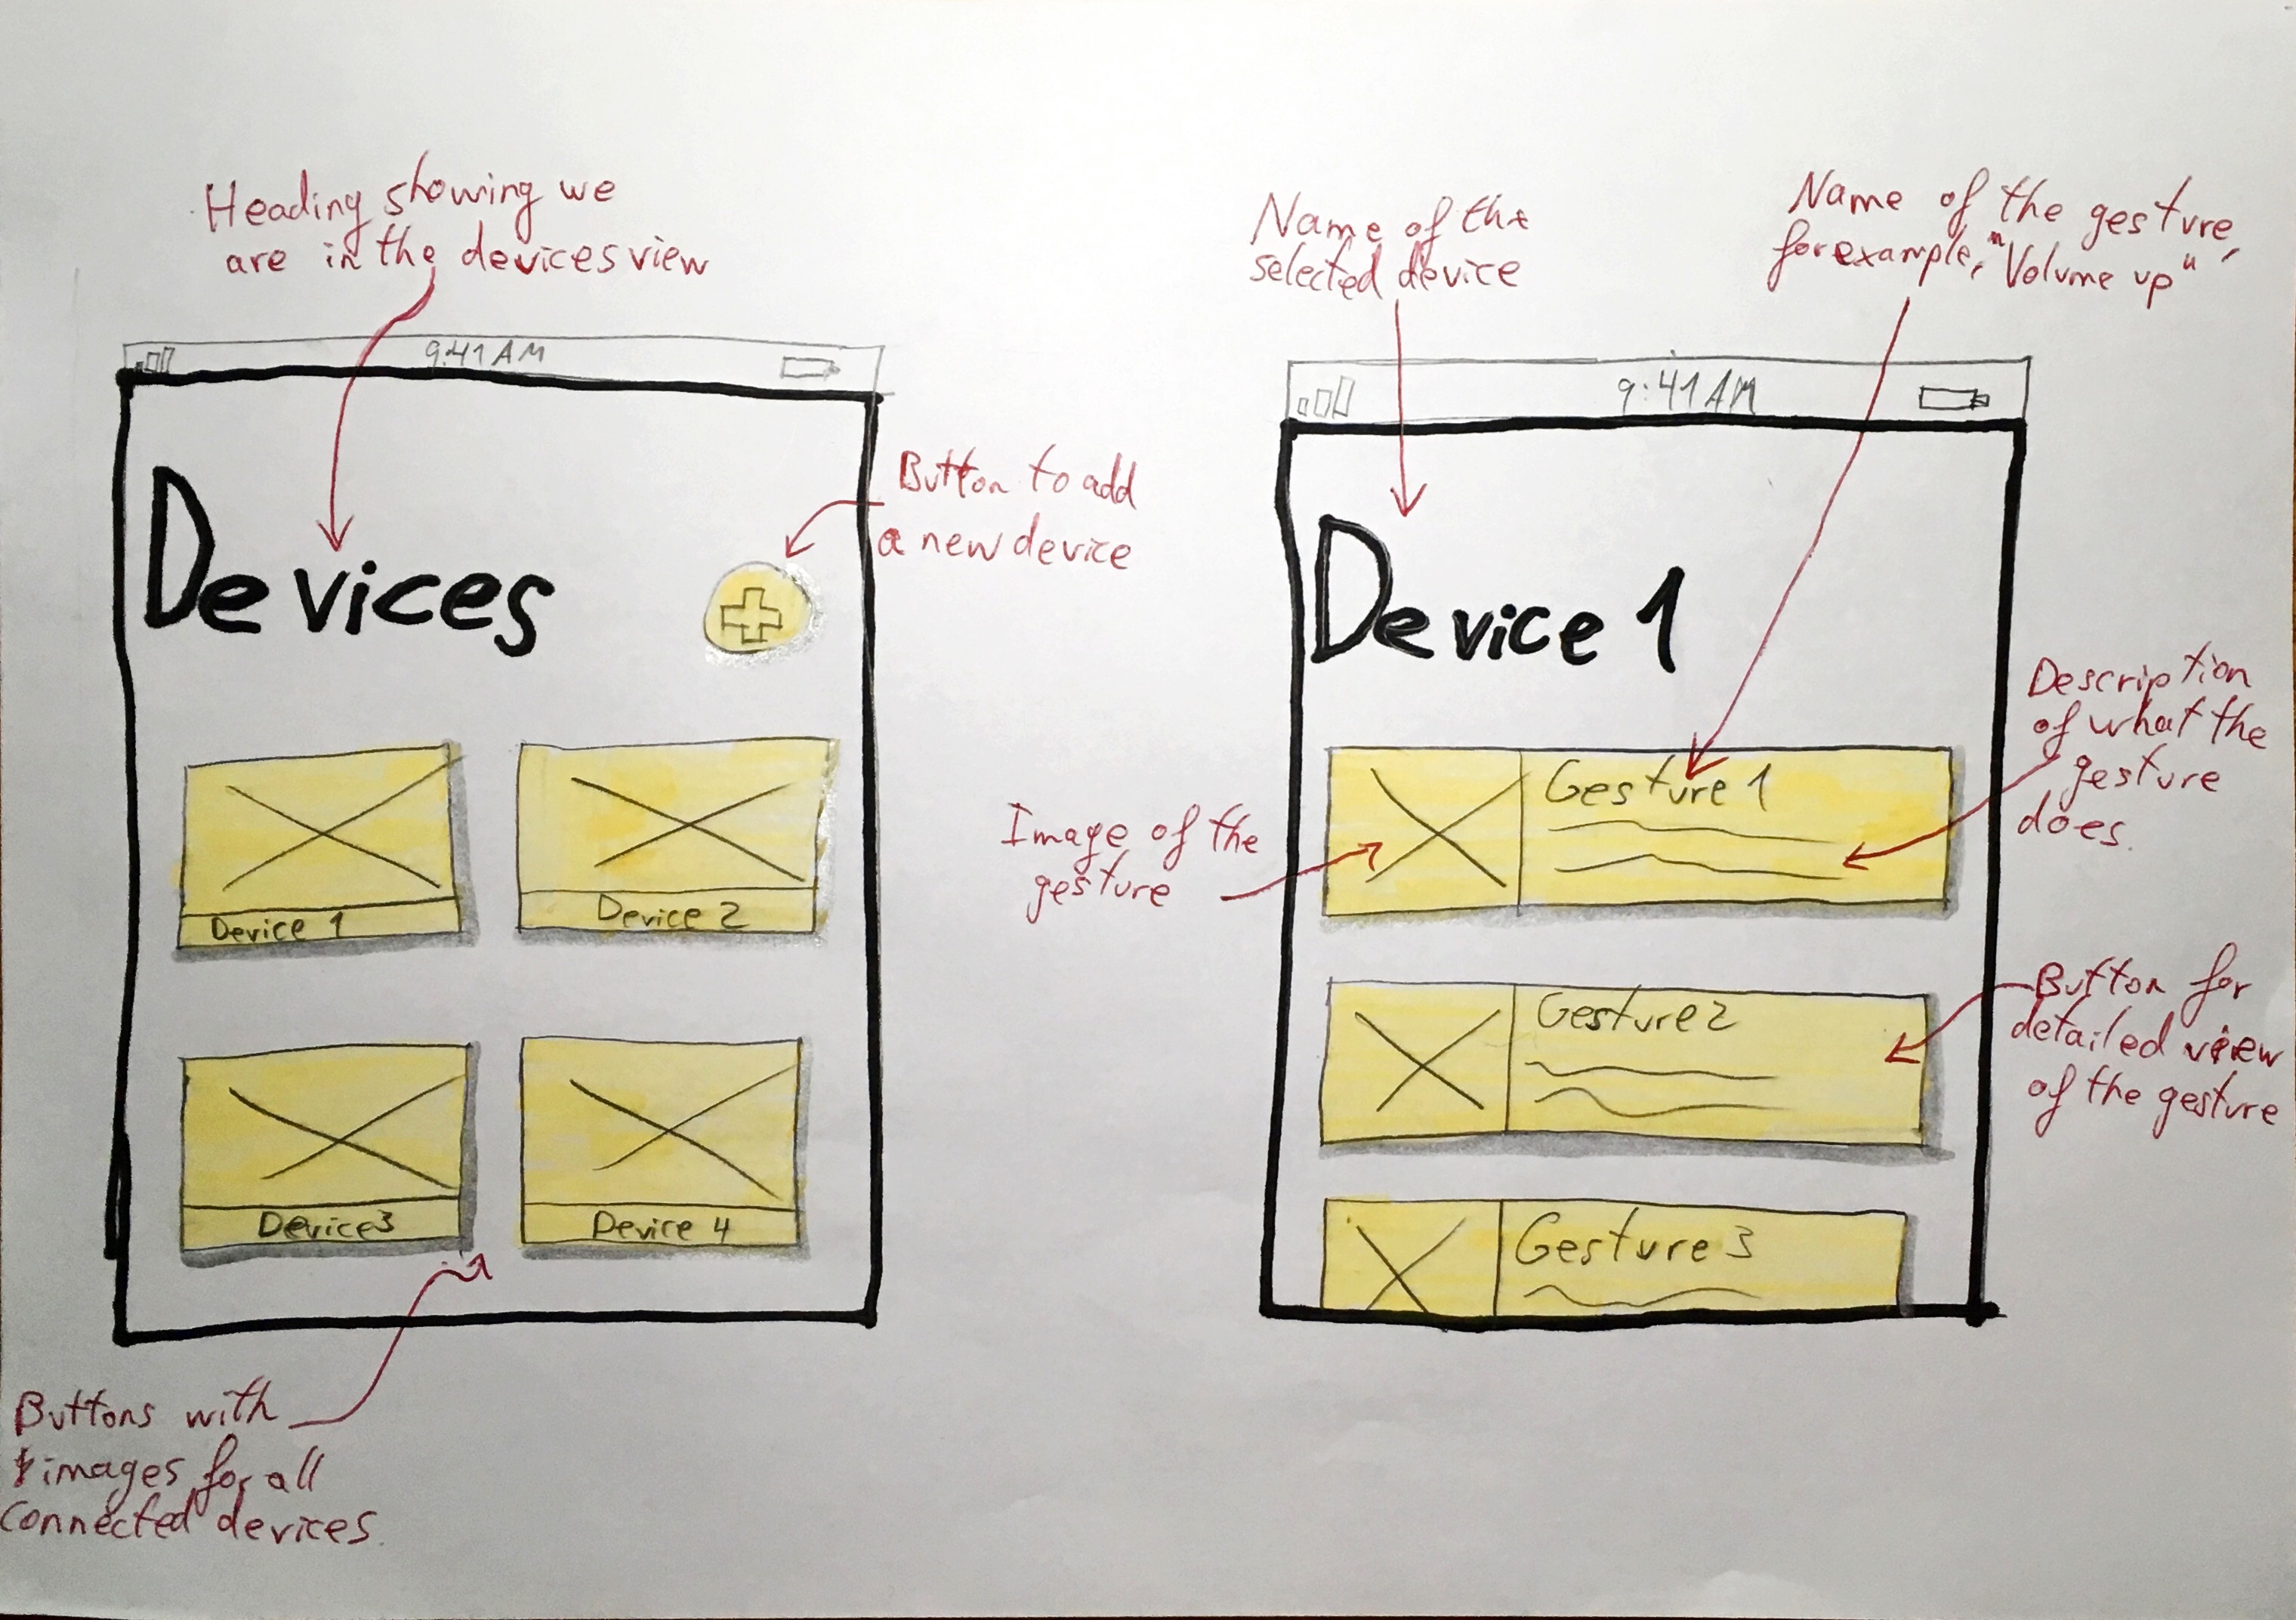 Heading showing we
are in the devices view
9:41 AM
Devices
Button to add
a new device
Device 1
Device 2
Device 3
Device 4
Buttons with
images for all
connected devices.
Name of the
selected device
Name of the gesture,
for example, "Volume up"
9:41 AM
Device 1
Image of the
gesture
Gesture 1
Description
of what the
gesture
does.
Gesture 2
Button for
detailed view
of the gesture
Gesture 3